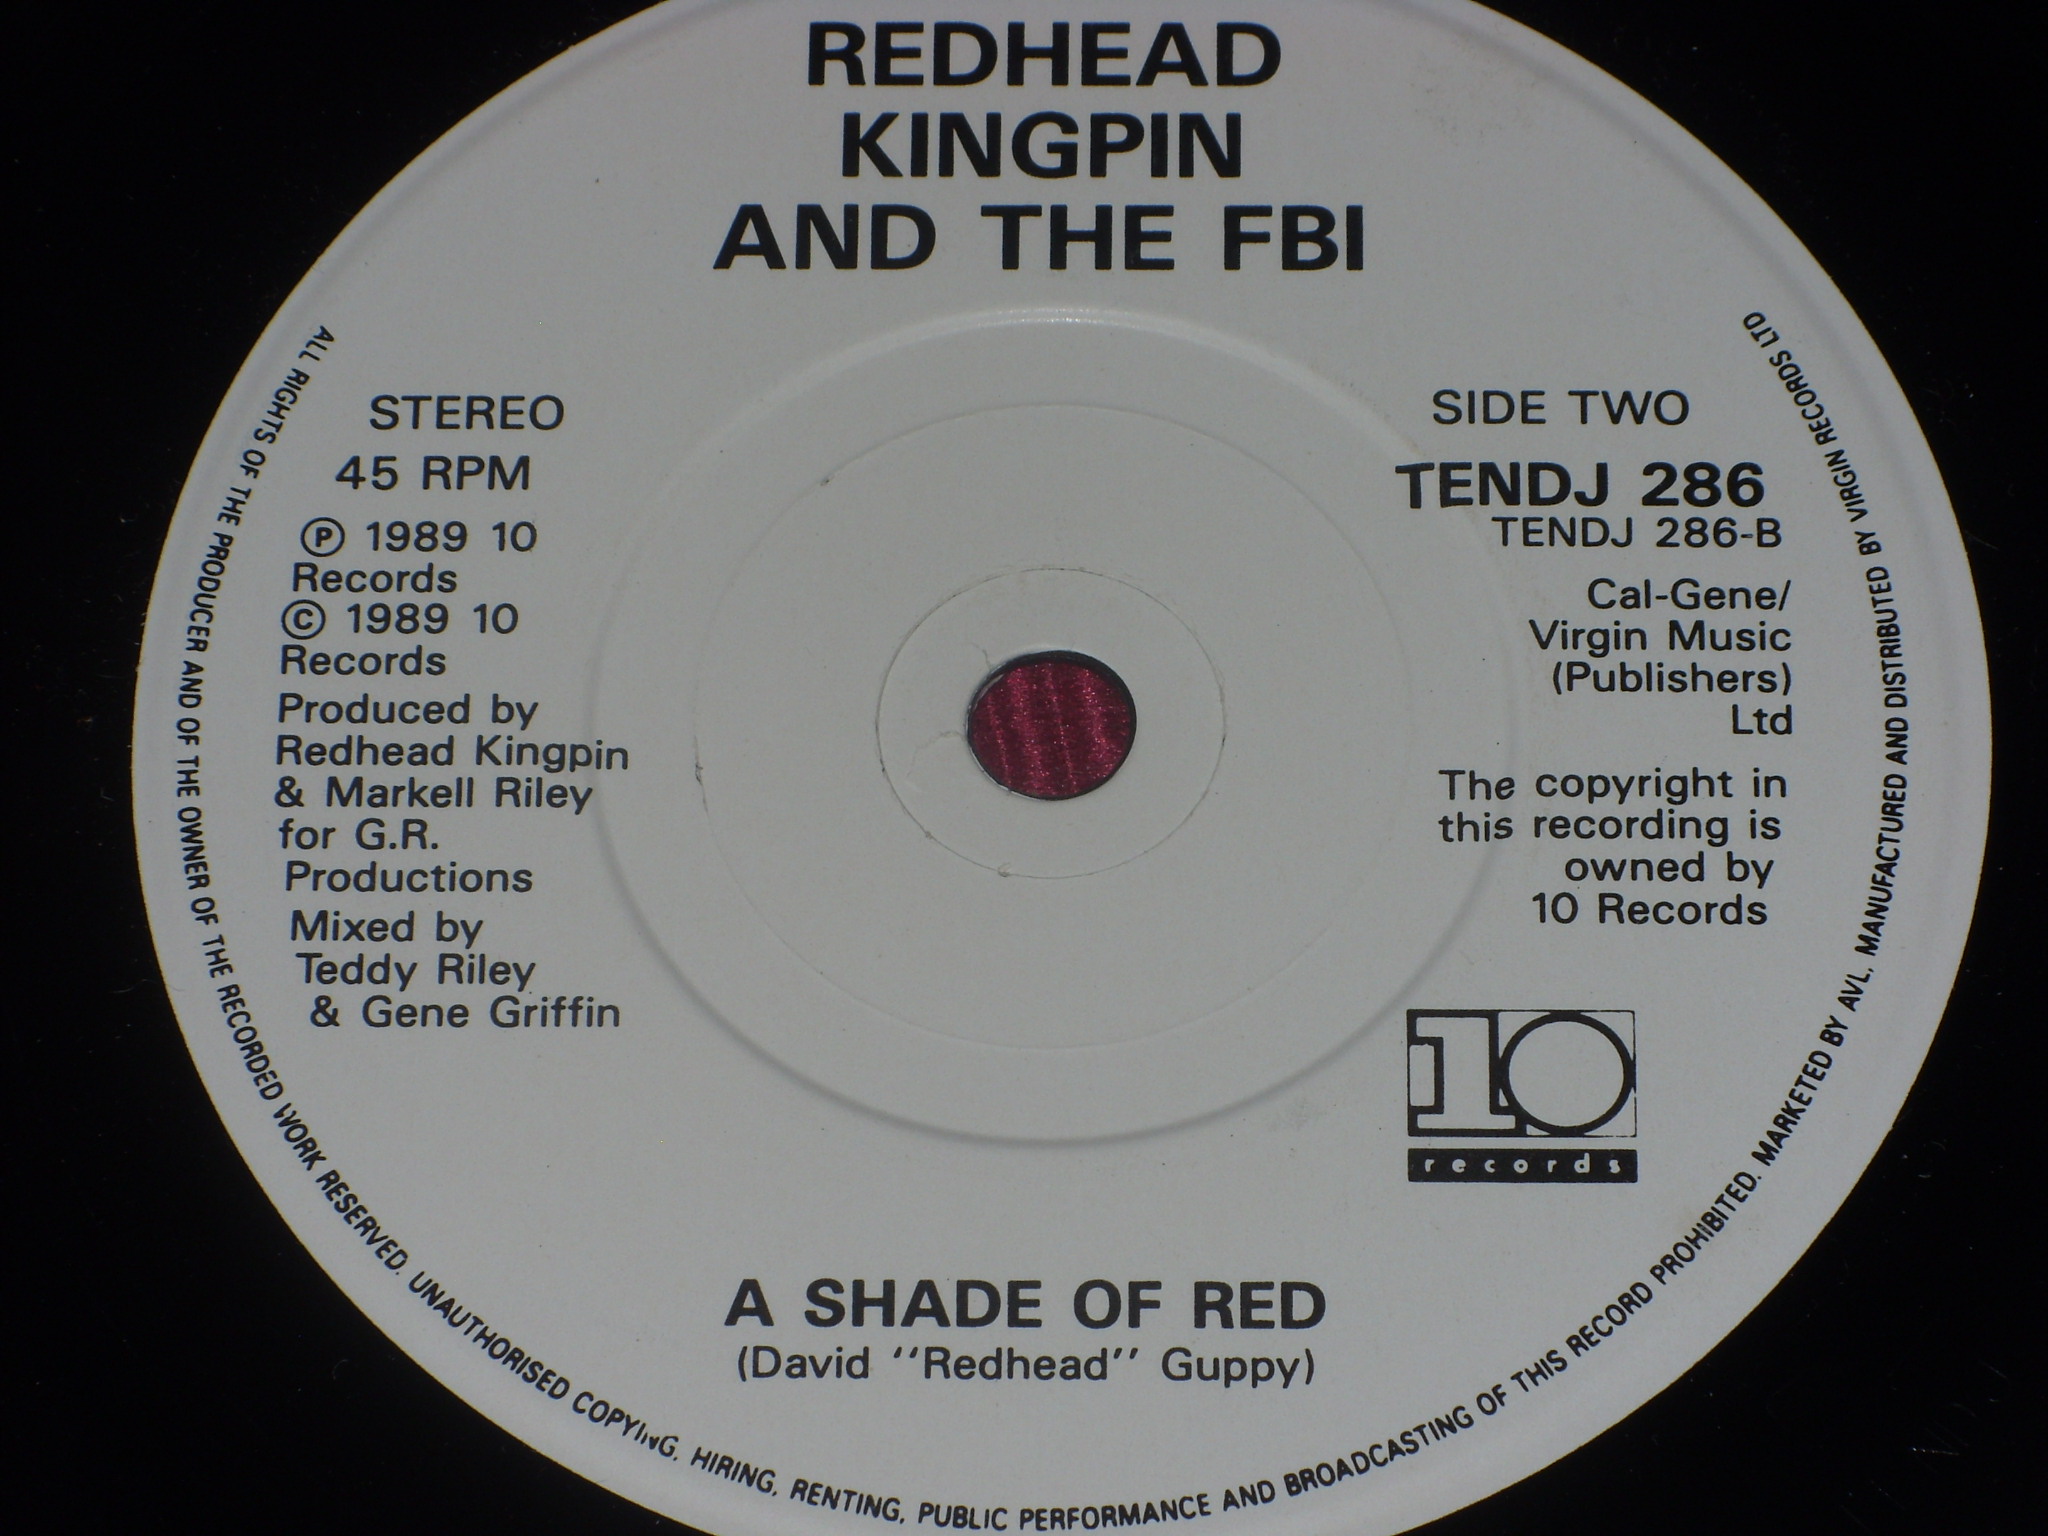 REDHEAD
KINGPIN
AND THE FBI
STEREO
45 RPM
Ⓟ 1989 10
Records
© 1989 10
Records
Produced by
Redhead Kingpin
& Markell Riley
for G.R.
Productions
Mixed by
Teddy Riley
& Gene Griffin
SIDE TWO
TENDJ 286
TENDJ 286-B
Cal-Gene/
Virgin Music
(Publishers)
Ltd
The copyright in
this recording is
owned by
10 Records
10
records
A SHADE OF RED
(David "Redhead" Guppy)
ALL RIGHTS OF THE PRODUCER AND OF THE OWNER OF THE RECORDED WORK RESERVED. UNAUTHORISED COPYING, HIRING, RENTING, PUBLIC PERFORMANCE AND BROADCASTING OF THIS RECORD PROHIBITED. MARKETED BY AVL, MANUFACTURED AND DISTRIBUTED BY VIRGIN RECORDS LTD